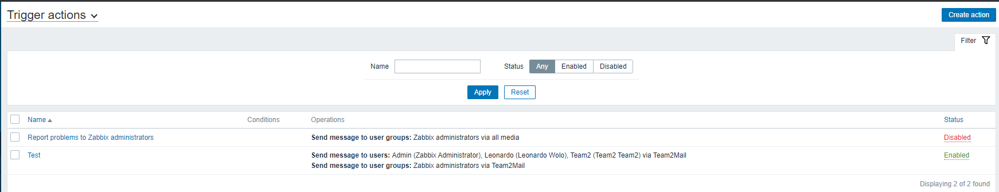 Trigger actions
Create action
Filter
Name Status Any Enabled Disabled
Apply Reset
Name Conditions Operations Status
Report problems to Zabbix administrators Send message to user groups: Zabbix administrators via all media Disabled
Test Send message to users: Admin (Zabbix Administrator), Leonardo (Leonardo Wolo), Team2 (Team2 Team2) via Team2Mail Enabled
Send message to user groups: Zabbix administrators via Team2Mail
Displaying 2 of 2 found